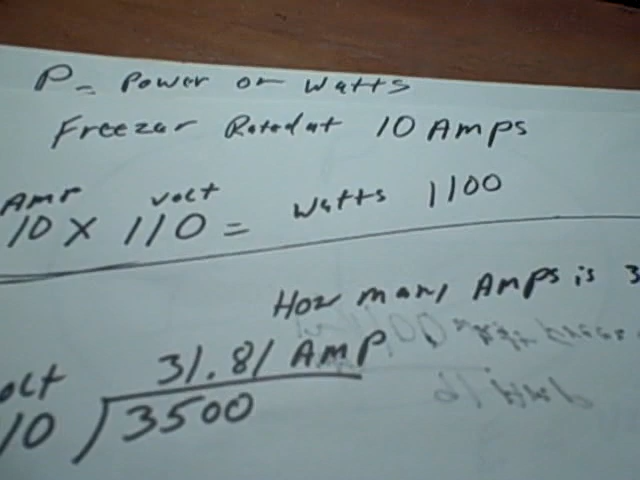 P = Power or Watts
Freezer Rated at 10 Amps
Amp volt
10 X 110 = Watts 1100
How many Amps is 3
31.81 AMP
olt
10 3500